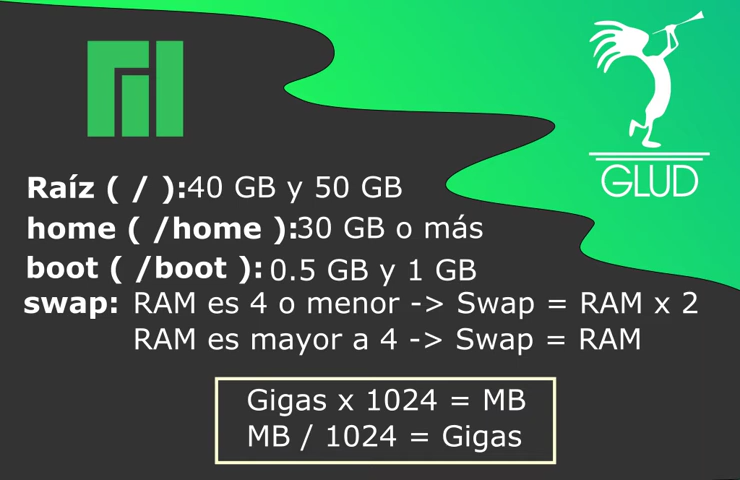 GLUD
Raíz ( / ):40 GB y 50 GB
home ( /home ):30 GB o más
boot ( /boot ): 0.5 GB y 1 GB
swap: RAM es 4 o menor -> Swap = RAM x 2
RAM es mayor a 4 -> Swap = RAM
Gigas x 1024 = MB
MB / 1024 = Gigas